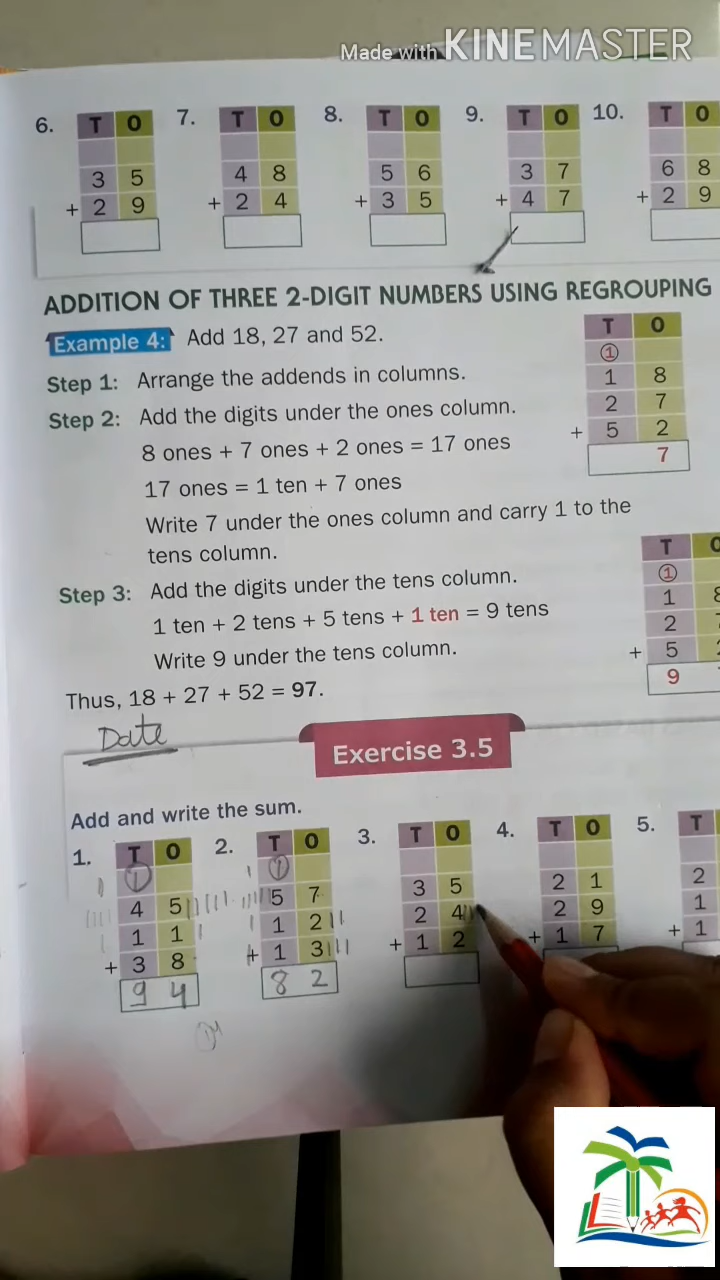 Made with KINEMASTER
6. 7. 8. 9. 10.
T O T O T O T O T O
3 5 4 8 5 6 3 7 6 8
+ 2 9 + 2 4 + 3 5 + 4 7 + 2 9
ADDITION OF THREE 2-DIGIT NUMBERS USING REGROUPING
Example 4: Add 18, 27 and 52.
Step 1: Arrange the addends in columns.
Step 2: Add the digits under the ones column.
8 ones + 7 ones + 2 ones = 17 ones
17 ones = 1 ten + 7 ones
Write 7 under the ones column and carry 1 to the
tens column.
T O
1
1 8
2 7
+ 5 2
7
Step 3: Add the digits under the tens column.
1 ten + 2 tens + 5 tens + 1 ten = 9 tens
Write 9 under the tens column.
Thus, 18 + 27 + 52 = 97.
T
1
1
2
+ 5
9
Date
Exercise 3.5
Add and write the sum.
1. 2. 3. 4. 5.
T O T O T O T O T
1 1
4 5 5 7 3 5 2 1 2
1 1 1 2 2 4 2 9 1
+ 3 8 + 1 3 + 1 2 + 1 7 + 1
9 4 8 2